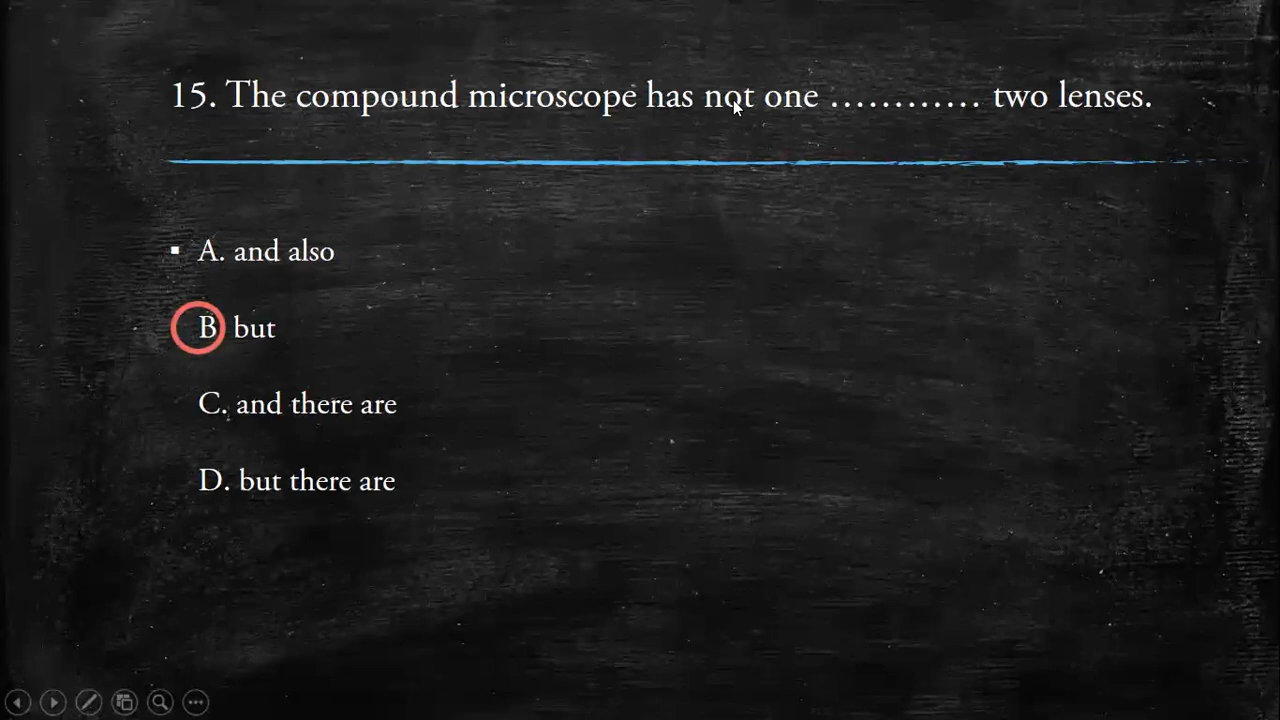 15. The compound microscope has not one ............ two lenses.
▪ A. and also
B. but
C. and there are
D. but there are